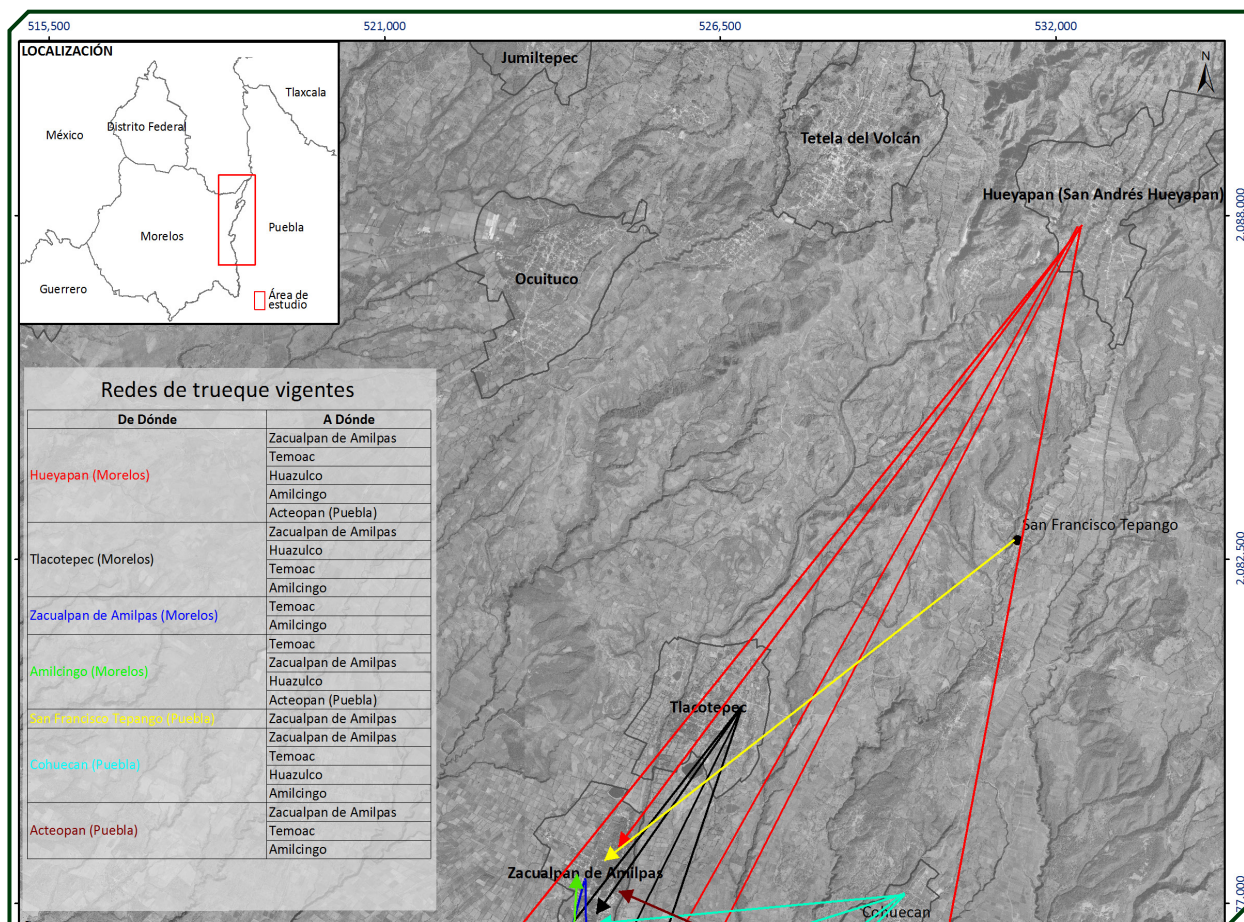 515,500
521,000
526,500
532,000
LOCALIZACIÓN
Tlaxcala
Distrito Federal
México
Morelos
Puebla
Guerrero
Área de
estudio
Jumiltepec
N
Tetela del Volcán
Hueyapan (San Andrés Hueyapan)
2.088,000
Ocuituco
Redes de trueque vigentes
De Dónde A Dónde
Hueyapan (Morelos)
Zacualpan de Amilpas
Temoac
Huazulco
Amilcingo
Acteopan (Puebla)
Tlacotepec (Morelos)
Zacualpan de Amilpas
Huazulco
Temoac
Amilcingo
Zacualpan de Amilpas (Morelos)
Temoac
Amilcingo
Amilcingo (Morelos)
Temoac
Zacualpan de Amilpas
Huazulco
Acteopan (Puebla)
San Francisco Tepango (Puebla)
Zacualpan de Amilpas
Cohuecan (Puebla)
Zacualpan de Amilpas
Temoac
Huazulco
Amilcingo
Acteopan (Puebla)
Zacualpan de Amilpas
Temoac
Amilcingo
San Francisco Tepango
2.082,500
Tlacotepec
Zacualpan de Amilpas
Cohuecan
77,000